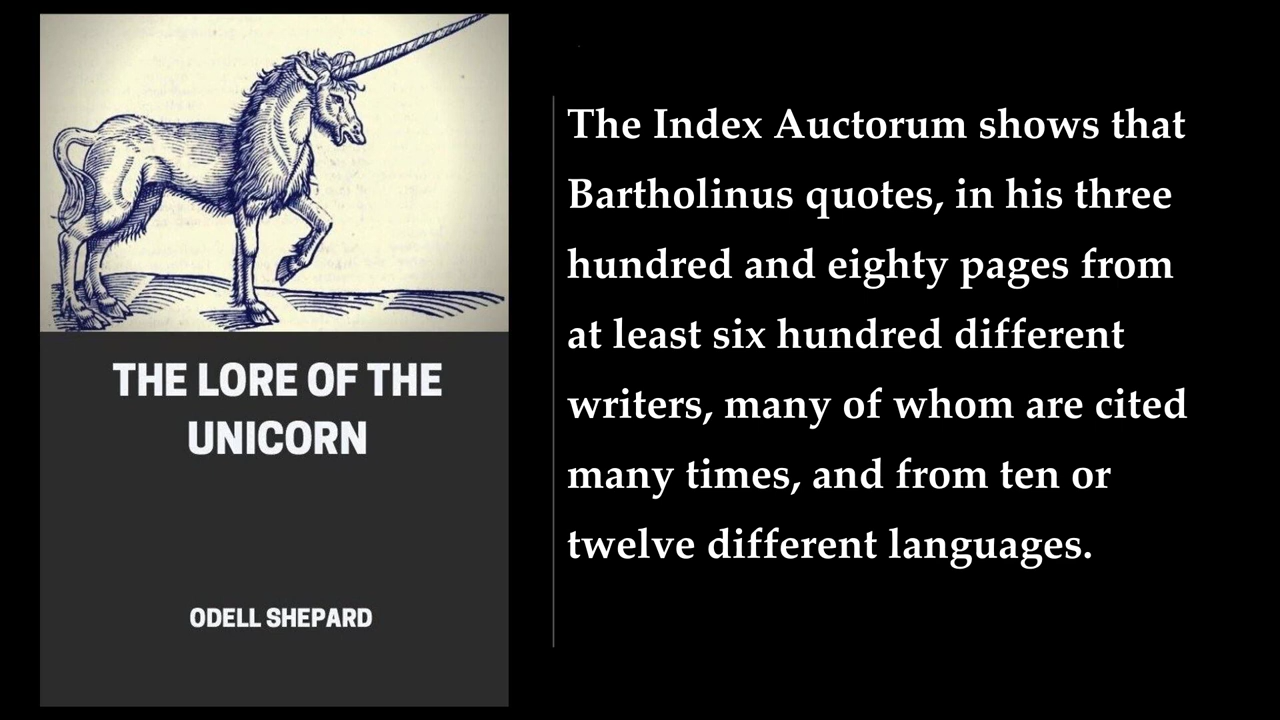 THE LORE OF THE
UNICORN
ODELL SHEPARD
The Index Auctorum shows that
Bartholinus quotes, in his three
hundred and eighty pages from
at least six hundred different
writers, many of whom are cited
many times, and from ten or
twelve different languages.